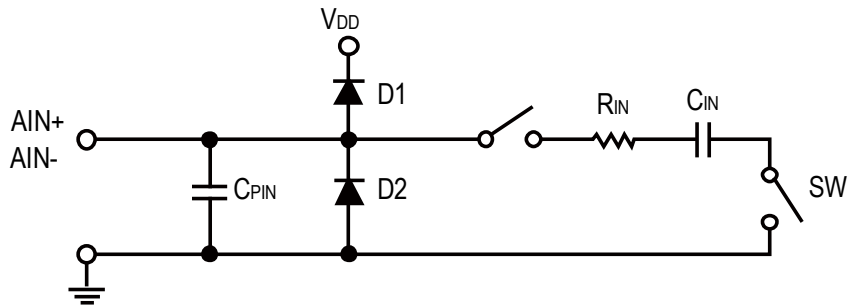 VDD
D1
AIN+
AIN-
RIN
CIN
CPIN
D2
SW